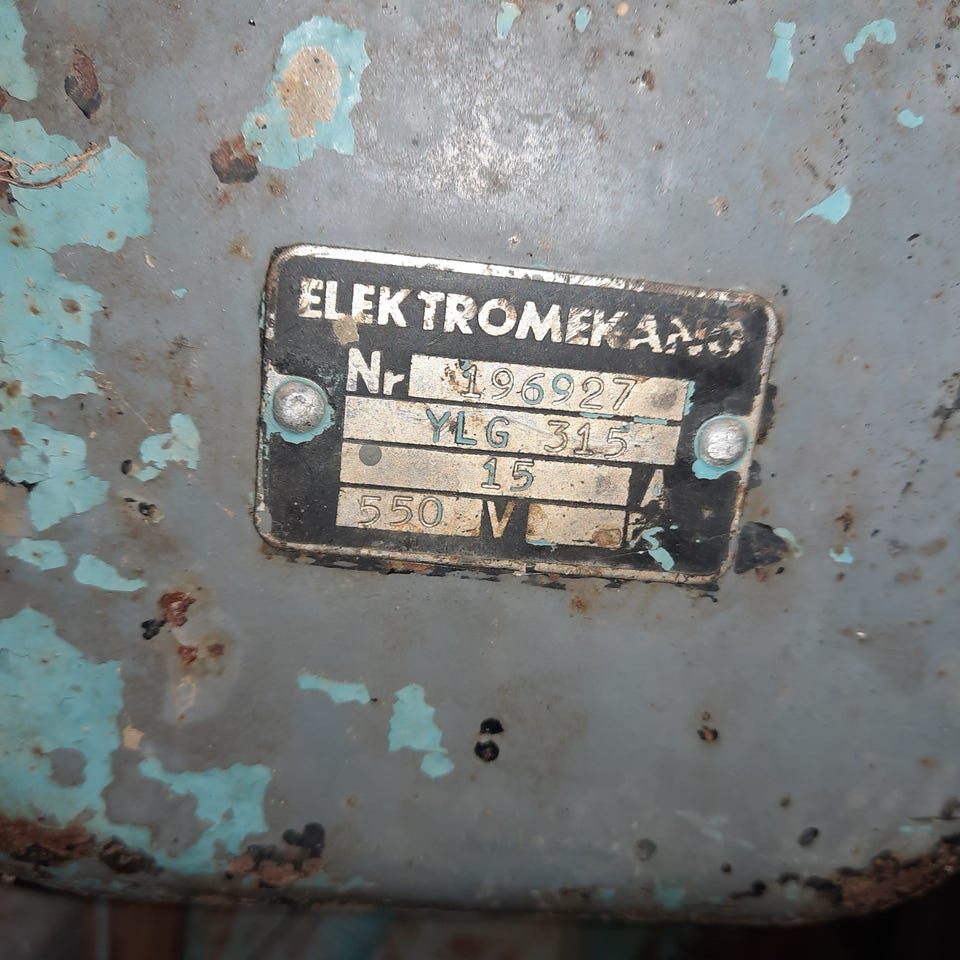 ELEKTROMEKANO
Nr 196927
YLG 315
15 A
550 V